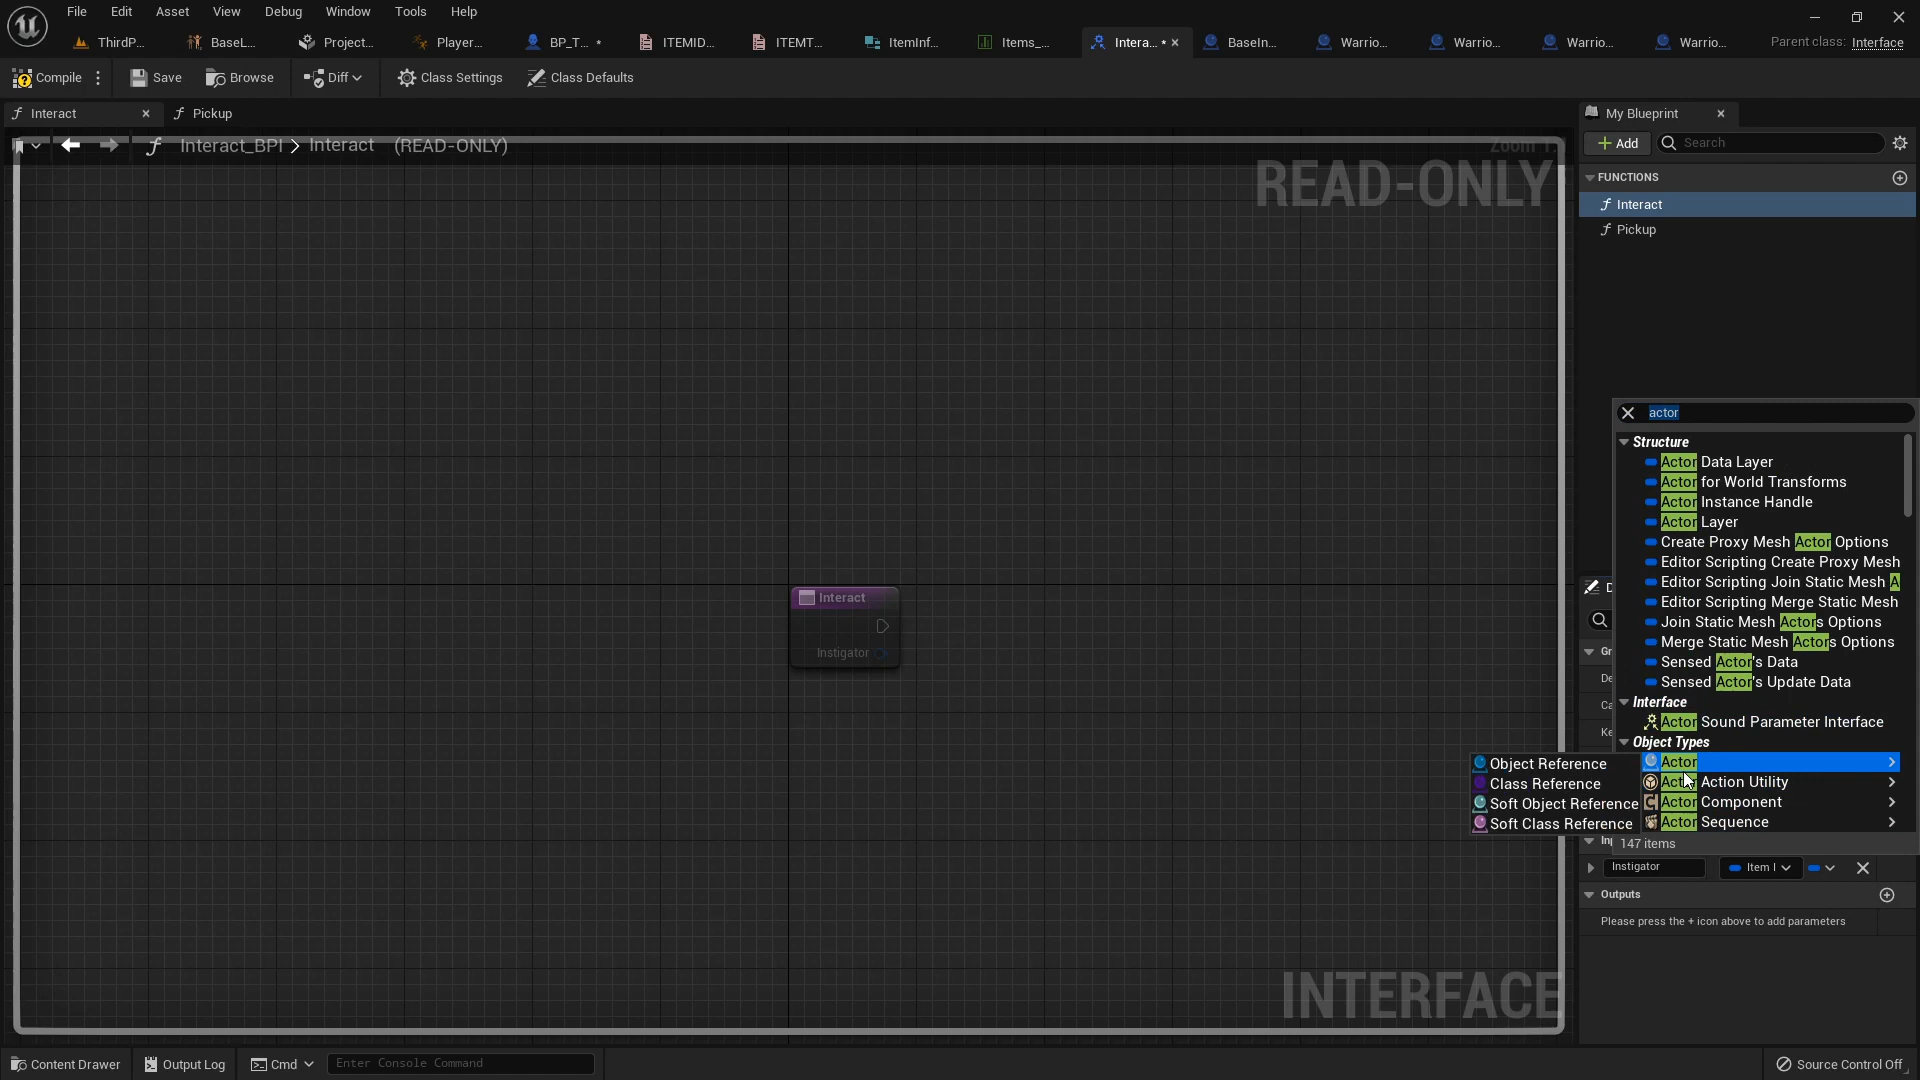 File Edit Asset View Debug Window Tools Help
ThirdP... BaseL... Project... Player... BP_T... * ITEMID... ITEMT... ItemInf... Items_... Intera... * BaseIn... Warrio... Warrio... Warrio... Warrio... Parent class: Interface
Compile Save Browse Diff Class Settings Class Defaults
Interact Pickup
My Blueprint
Interact_BPI > Interact (READ-ONLY)
READ-ONLY
Add Search
FUNCTIONS
Interact
Pickup
actor
Structure
Actor Data Layer
Actor for World Transforms
Actor Instance Handle
Actor Layer
Create Proxy Mesh Actor Options
Editor Scripting Create Proxy Mesh
Editor Scripting Join Static Mesh A
Editor Scripting Merge Static Mesh
Join Static Mesh Actors Options
Merge Static Mesh Actors Options
Sensed Actor's Data
Sensed Actor's Update Data
Interface
Actor Sound Parameter Interface
Object Types
Actor
Action Utility
Actor Component
Actor Sequence
147 items
Object Reference
Class Reference
Soft Object Reference
Soft Class Reference
Interact
Instigator
Instigator Item I
Outputs
Please press the + icon above to add parameters
INTERFACE
Content Drawer Output Log Cmd Enter Console Command Source Control Off